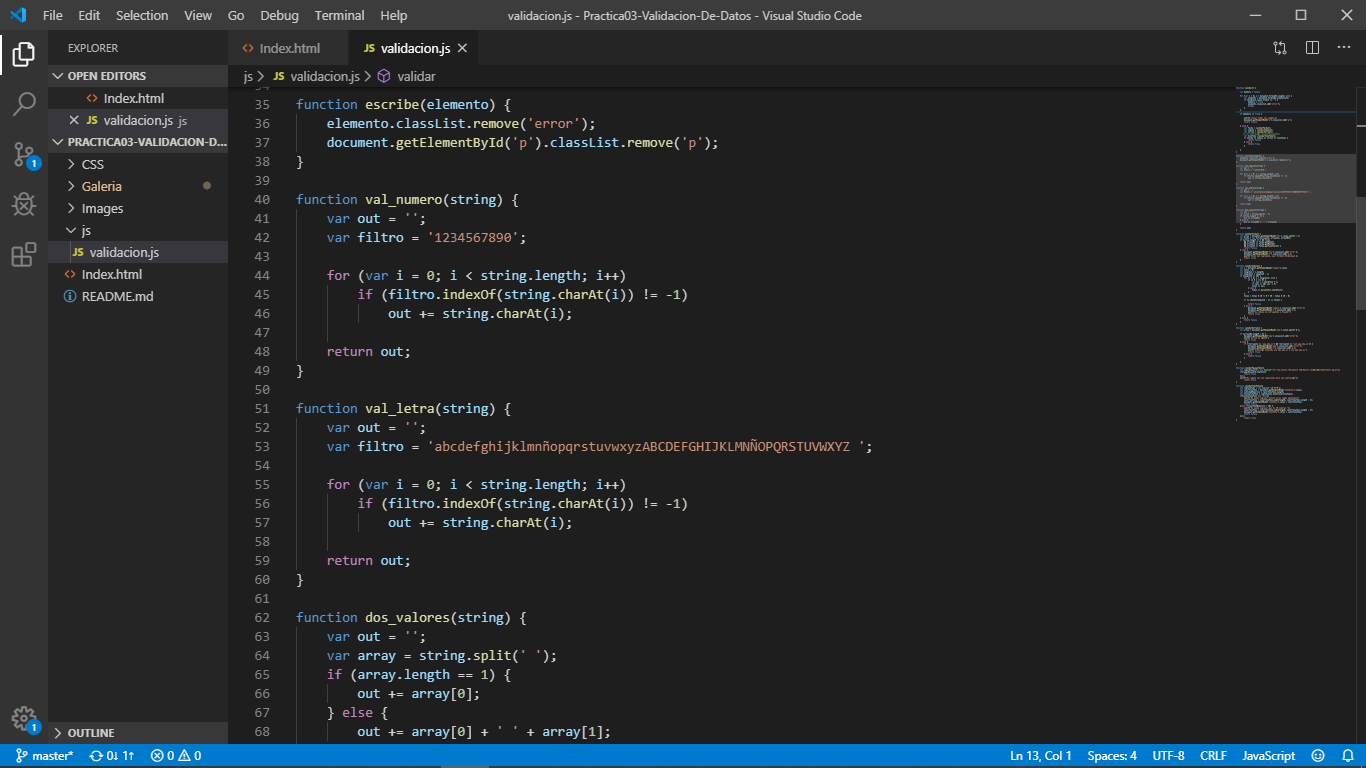 File Edit Selection View Go Debug Terminal Help validacion.js - Practica03-Validacion-De-Datos - Visual Studio Code
EXPLORER
OPEN EDITORS
Index.html
validacion.js js
PRACTICA03-VALIDACION-D...
CSS
Galeria
Images
js
JS validacion.js
Index.html
README.md
OUTLINE
Index.html JS validacion.js
js JS validacion.js validar
35 function escribe(elemento) {
36 elemento.classList.remove('error');
37 document.getElementById('p').classList.remove('p');
38 }
39
40 function val_numero(string) {
41 var out = '';
42 var filtro = '1234567890';
43
44 for (var i = 0; i < string.length; i++)
45 if (filtro.indexOf(string.charAt(i)) != -1)
46 out += string.charAt(i);
47
48 return out;
49 }
50
51 function val_letra(string) {
52 var out = '';
53 var filtro = 'abcdefghijklmnñopqrstuvwxyzABCDEFGHIJKLMNÑOPQRSTUVWXYZ ';
54
55 for (var i = 0; i < string.length; i++)
56 if (filtro.indexOf(string.charAt(i)) != -1)
57 out += string.charAt(i);
58
59 return out;
60 }
61
62 function dos_valores(string) {
63 var out = '';
64 var array = string.split(' ');
65 if (array.length == 1) {
66 out += array[0];
67 } else {
68 out += array[0] + ' ' + array[1];
master* 0↓ 1↑ 0 0 Ln 13, Col 1 Spaces: 4 UTF-8 CRLF JavaScript